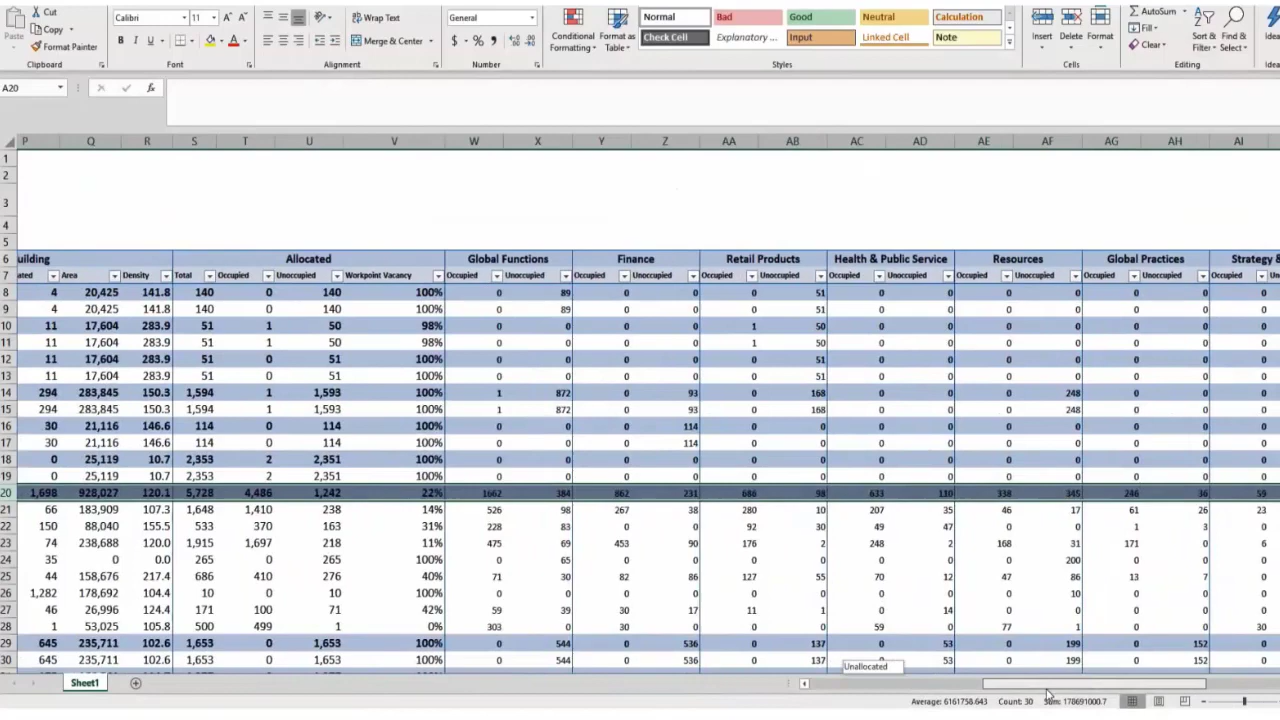 Cut
Copy
Paste
Format Painter
Clipboard
Calibri 11 A A
B I U A
Font
Wrap Text
Merge & Center
Alignment
General
$ % ,
Number
Conditional Formatting
Format as Table
Normal Bad Good Neutral Calculation
Check Cell Explanatory ... Input Linked Cell Note
Styles
Insert Delete Format
Cells
AutoSum
Fill
Clear
Sort & Filter
Find & Select
Editing
Ideas
A20 fx
P Q R S T U V W X Y Z AA AB AC AD AE AF AG AH AI
1
2
3
4
5
6 uilding Allocated Global Functions Finance Retail Products Health & Public Service Resources Global Practices Strategy &
7 ated Area Density Total Occupied Unoccupied Workpoint Vacancy Occupied Unoccupied Occupied Unoccupied Occupied Unoccupied Occupied Unoccupied Occupied Unoccupied Occupied Unoccupied Occupied Un
8 4 20,425 141.8 140 0 140 100% 0 89 0 0 0 51 0 0 0 0 0 0 0
9 4 20,425 141.8 140 0 140 100% 0 89 0 0 0 51 0 0 0 0 0 0 0
10 11 17,604 283.9 51 1 50 98% 0 0 0 0 1 50 0 0 0 0 0 0 0
11 11 17,604 283.9 51 1 50 98% 0 0 0 0 1 50 0 0 0 0 0 0 0
12 11 17,604 283.9 51 0 51 100% 0 0 0 0 0 51 0 0 0 0 0 0 0
13 11 17,604 283.9 51 0 51 100% 0 0 0 0 0 51 0 0 0 0 0 0 0
14 294 283,845 150.3 1,594 1 1,593 100% 1 872 0 93 0 168 0 0 0 248 0 0 0
15 294 283,845 150.3 1,594 1 1,593 100% 1 872 0 93 0 168 0 0 0 248 0 0 0
16 30 21,116 146.6 114 0 114 100% 0 0 0 114 0 0 0 0 0 0 0 0 0
17 30 21,116 146.6 114 0 114 100% 0 0 0 114 0 0 0 0 0 0 0 0 0
18 0 25,119 10.7 2,353 2 2,351 100% 0 0 0 0 0 0 0 0 0 0 0 0 0
19 0 25,119 10.7 2,353 2 2,351 100% 0 0 0 0 0 0 0 0 0 0 0 0 0
20 1,698 928,027 120.1 5,728 4,486 1,242 22% 1662 384 862 231 686 98 633 110 338 345 246 36 59
21 66 183,909 107.3 1,648 1,410 238 14% 526 98 267 38 280 10 207 35 46 17 61 26 23
22 150 88,040 155.5 533 370 163 31% 228 83 0 0 92 30 49 47 0 0 1 3 0
23 74 238,688 120.0 1,915 1,697 218 11% 475 69 453 90 176 2 248 2 168 31 171 0 6
24 35 0 0.0 265 0 265 100% 0 65 0 0 0 0 0 0 0 200 0 0 0
25 44 158,676 217.4 686 410 276 40% 71 30 82 86 127 55 70 12 47 86 13 7 0
26 1,282 178,692 104.4 10 0 10 100% 0 0 0 0 0 0 0 0 0 10 0 0 0
27 46 26,996 124.4 171 100 71 42% 59 39 30 17 11 1 0 14 0 0 0 0 0
28 1 53,025 105.8 500 499 1 0% 303 0 30 0 0 0 59 0 77 1 0 0 30
29 645 235,711 102.6 1,653 0 1,653 100% 0 544 0 536 0 137 0 53 0 199 0 152 0
30 645 235,711 102.6 1,653 0 1,653 100% 0 544 0 536 0 137 0 53 0 199 0 152 0
Unallocated
Sheet1
Average: 6161758.643 Count: 30 Sum: 178691000.7